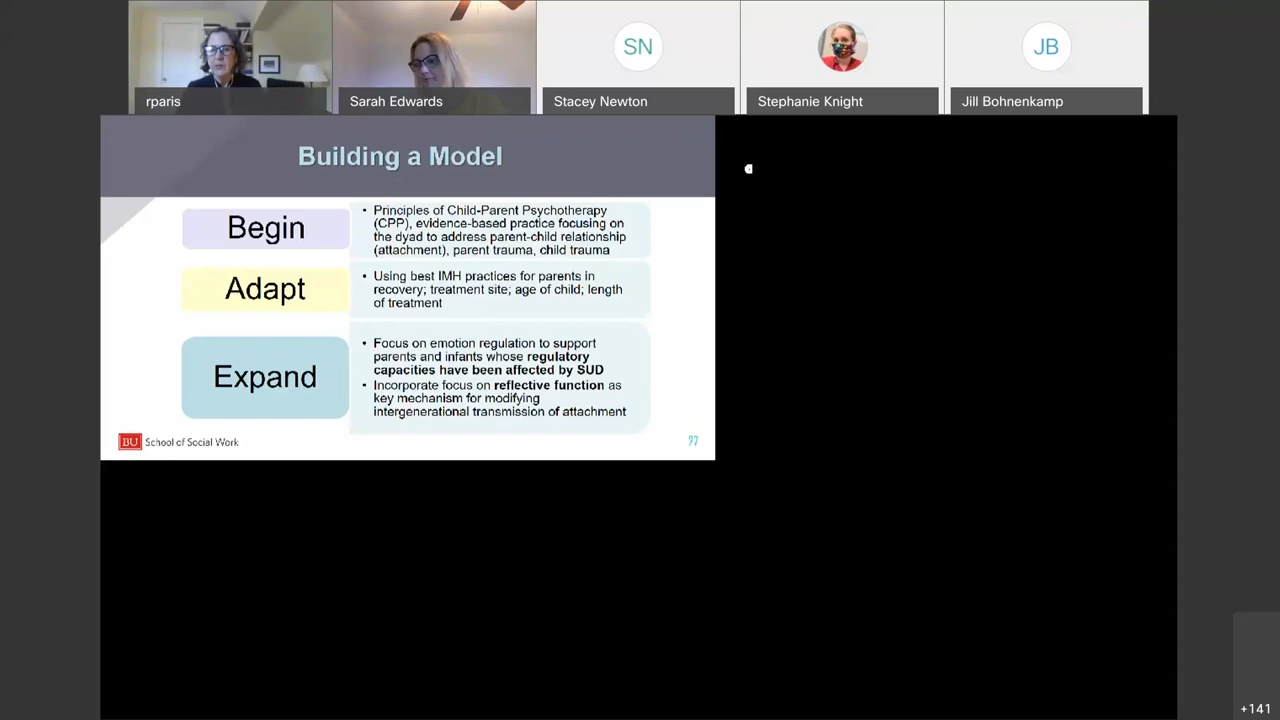 rparis
Sarah Edwards
SN
Stacey Newton
Stephanie Knight
JB
Jill Bohnenkamp
Building a Model
Begin
• Principles of Child-Parent Psychotherapy
(CPP), evidence-based practice focusing on
the dyad to address parent-child relationship
(attachment), parent trauma, child trauma
Adapt
• Using best IMH practices for parents in
recovery; treatment site; age of child; length
of treatment
Expand
• Focus on emotion regulation to support
parents and infants whose regulatory
capacities have been affected by SUD
• Incorporate focus on reflective function as
key mechanism for modifying
intergenerational transmission of attachment
BU School of Social Work
+141